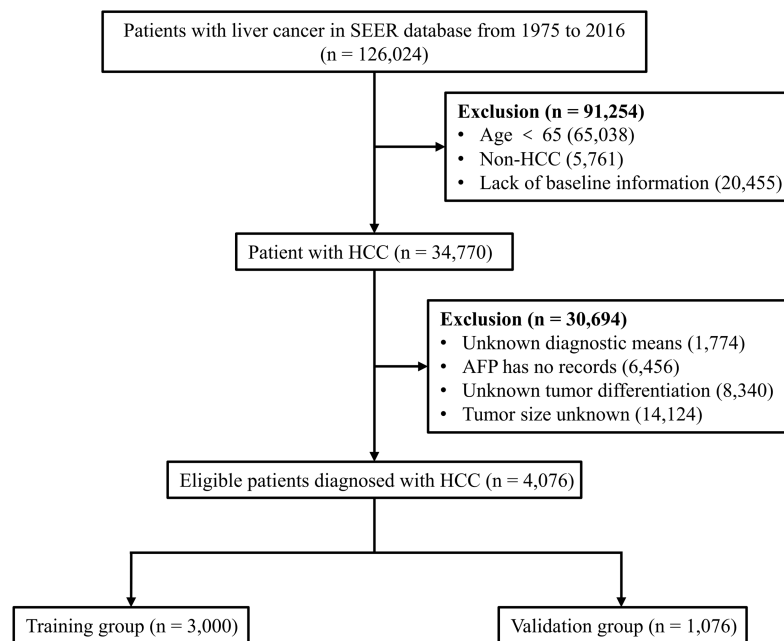 Patients with liver cancer in SEER database from 1975 to 2016
(n = 126,024)
Exclusion (n = 91,254)
• Age < 65 (65,038)
• Non-HCC (5,761)
• Lack of baseline information (20,455)
Patient with HCC (n = 34,770)
Exclusion (n = 30,694)
• Unknown diagnostic means (1,774)
• AFP has no records (6,456)
• Unknown tumor differentiation (8,340)
• Tumor size unknown (14,124)
Eligible patients diagnosed with HCC (n = 4,076)
Training group (n = 3,000)
Validation group (n = 1,076)